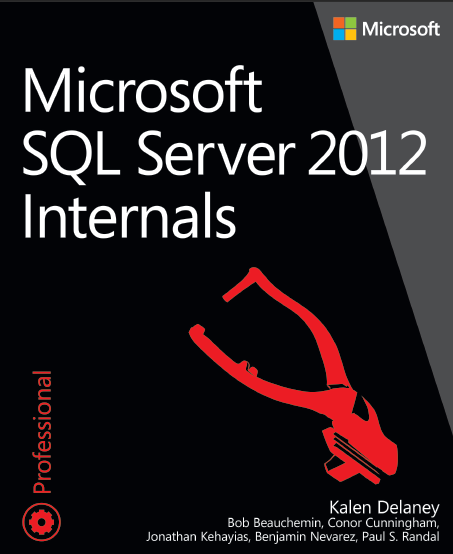 Microsoft
Microsoft
SQL Server 2012
Internals
Professional
Kalen Delaney
Bob Beauchemin, Conor Cunningham,
Jonathan Kehayias, Benjamin Nevarez, Paul S. Randal